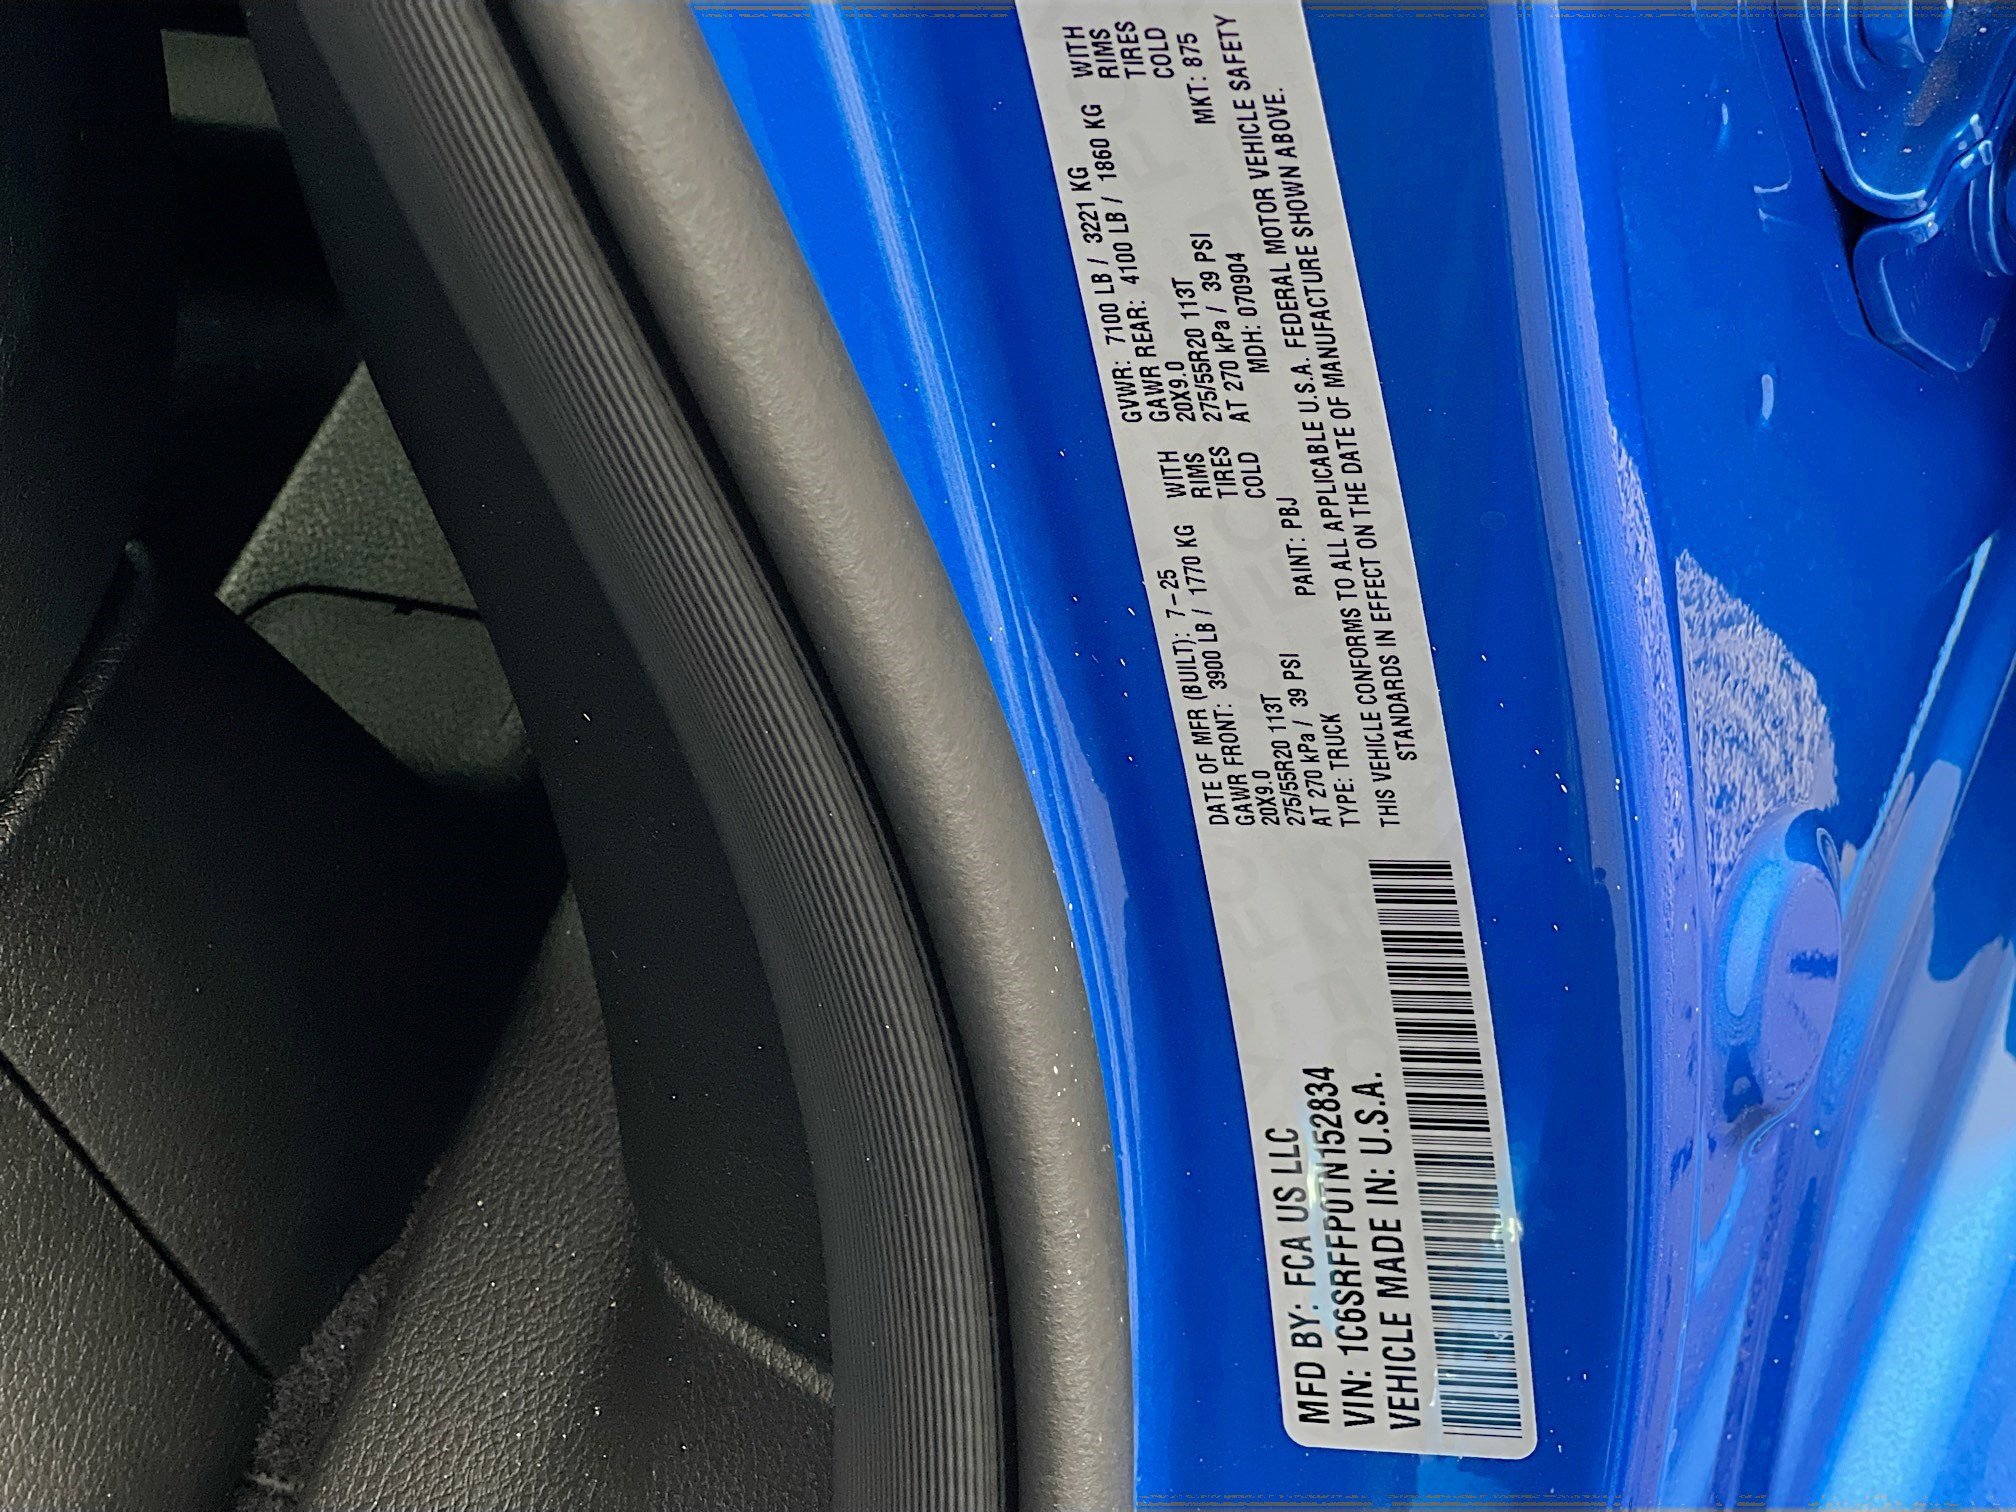 MFD BY: FCA US LLC
VIN: 1C6SRFFP0TN152834
VEHICLE MADE IN: U.S.A.
DATE OF MFR (BUILT): 7-25
GAWR FRONT: 3900 LB / 1770 KG WITH
20X9.0 RIMS
275/55R20 113T TIRES
AT 270 kPa / 39 PSI COLD
TYPE: TRUCK PAINT: PBJ
GVWR: 7100 LB / 3221 KG
GAWR REAR: 4100 LB / 1860 KG WITH
20X9.0 RIMS
275/55R20 113T TIRES
AT 270 kPa / 39 PSI COLD
MDH: 070904 MKT: 875
THIS VEHICLE CONFORMS TO ALL APPLICABLE U.S.A. FEDERAL MOTOR VEHICLE SAFETY
STANDARDS IN EFFECT ON THE DATE OF MANUFACTURE SHOWN ABOVE.